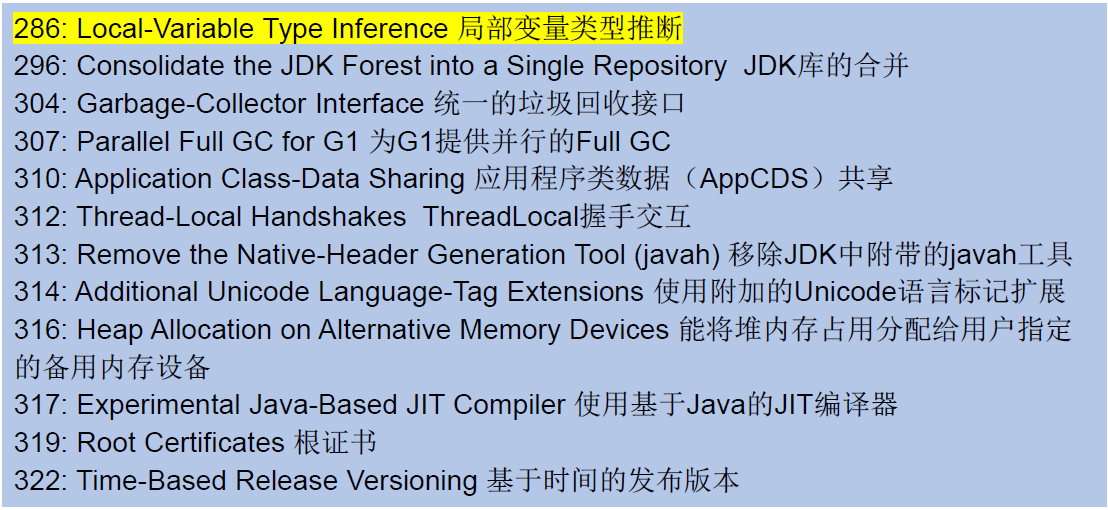 286: Local-Variable Type Inference 局部变量类型推断
296: Consolidate the JDK Forest into a Single Repository  JDK库的合并
304: Garbage-Collector Interface 统一的垃圾回收接口
307: Parallel Full GC for G1 为G1提供并行的Full GC
310: Application Class-Data Sharing 应用程序类数据（AppCDS）共享
312: Thread-Local Handshakes  ThreadLocal握手交互
313: Remove the Native-Header Generation Tool (javah) 移除JDK中附带的javah工具
314: Additional Unicode Language-Tag Extensions 使用附加的Unicode语言标记扩展
316: Heap Allocation on Alternative Memory Devices 能将堆内存占用分配给用户指定
的备用内存设备
317: Experimental Java-Based JIT Compiler 使用基于Java的JIT编译器
319: Root Certificates 根证书
322: Time-Based Release Versioning 基于时间的发布版本